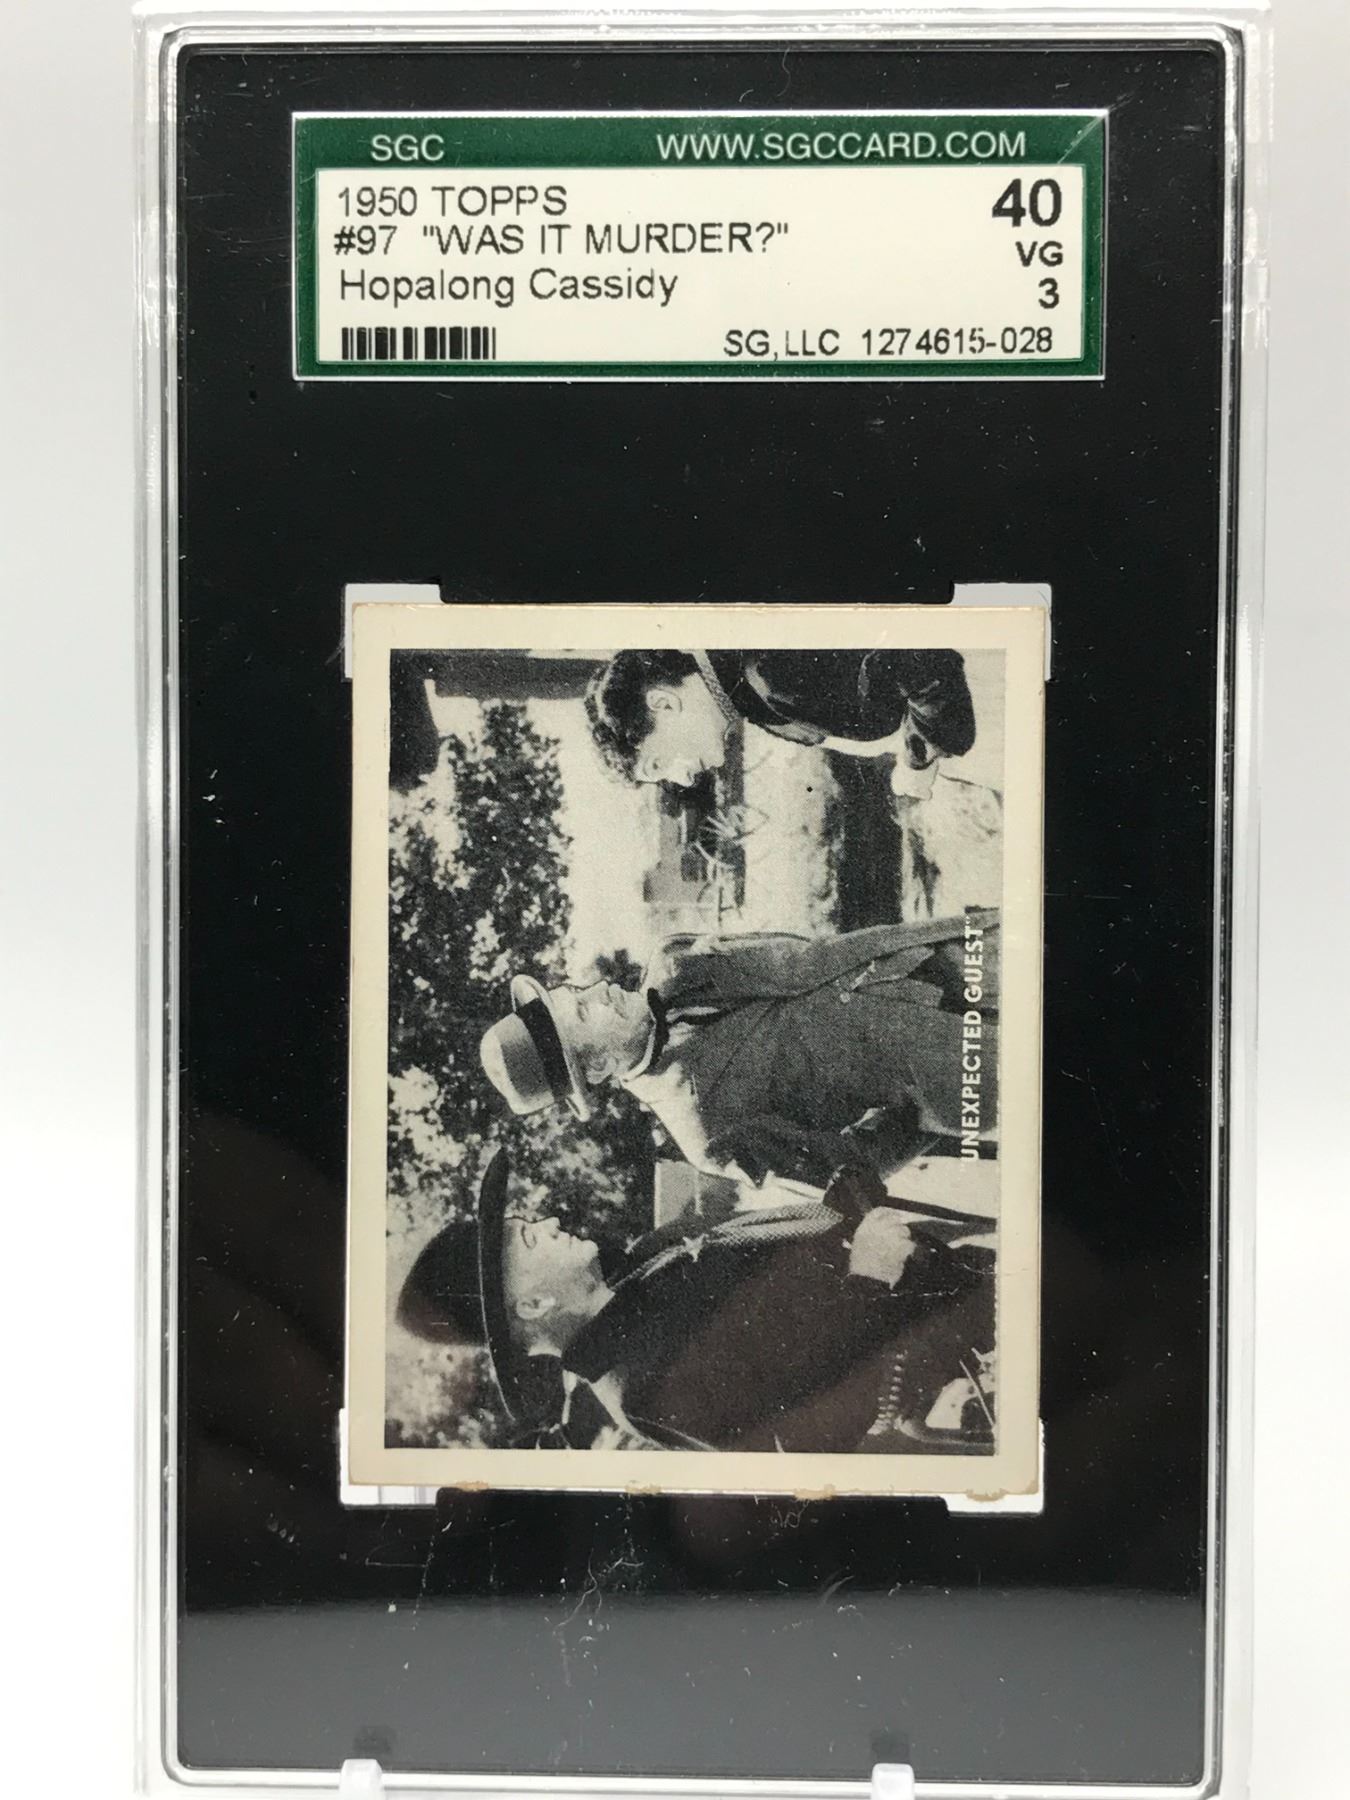 SGC WWW.SGCCARD.COM
1950 TOPPS 40
#97 "WAS IT MURDER?" VG
Hopalong Cassidy 3
SG, LLC 1274615-028
"UNEXPECTED GUEST"